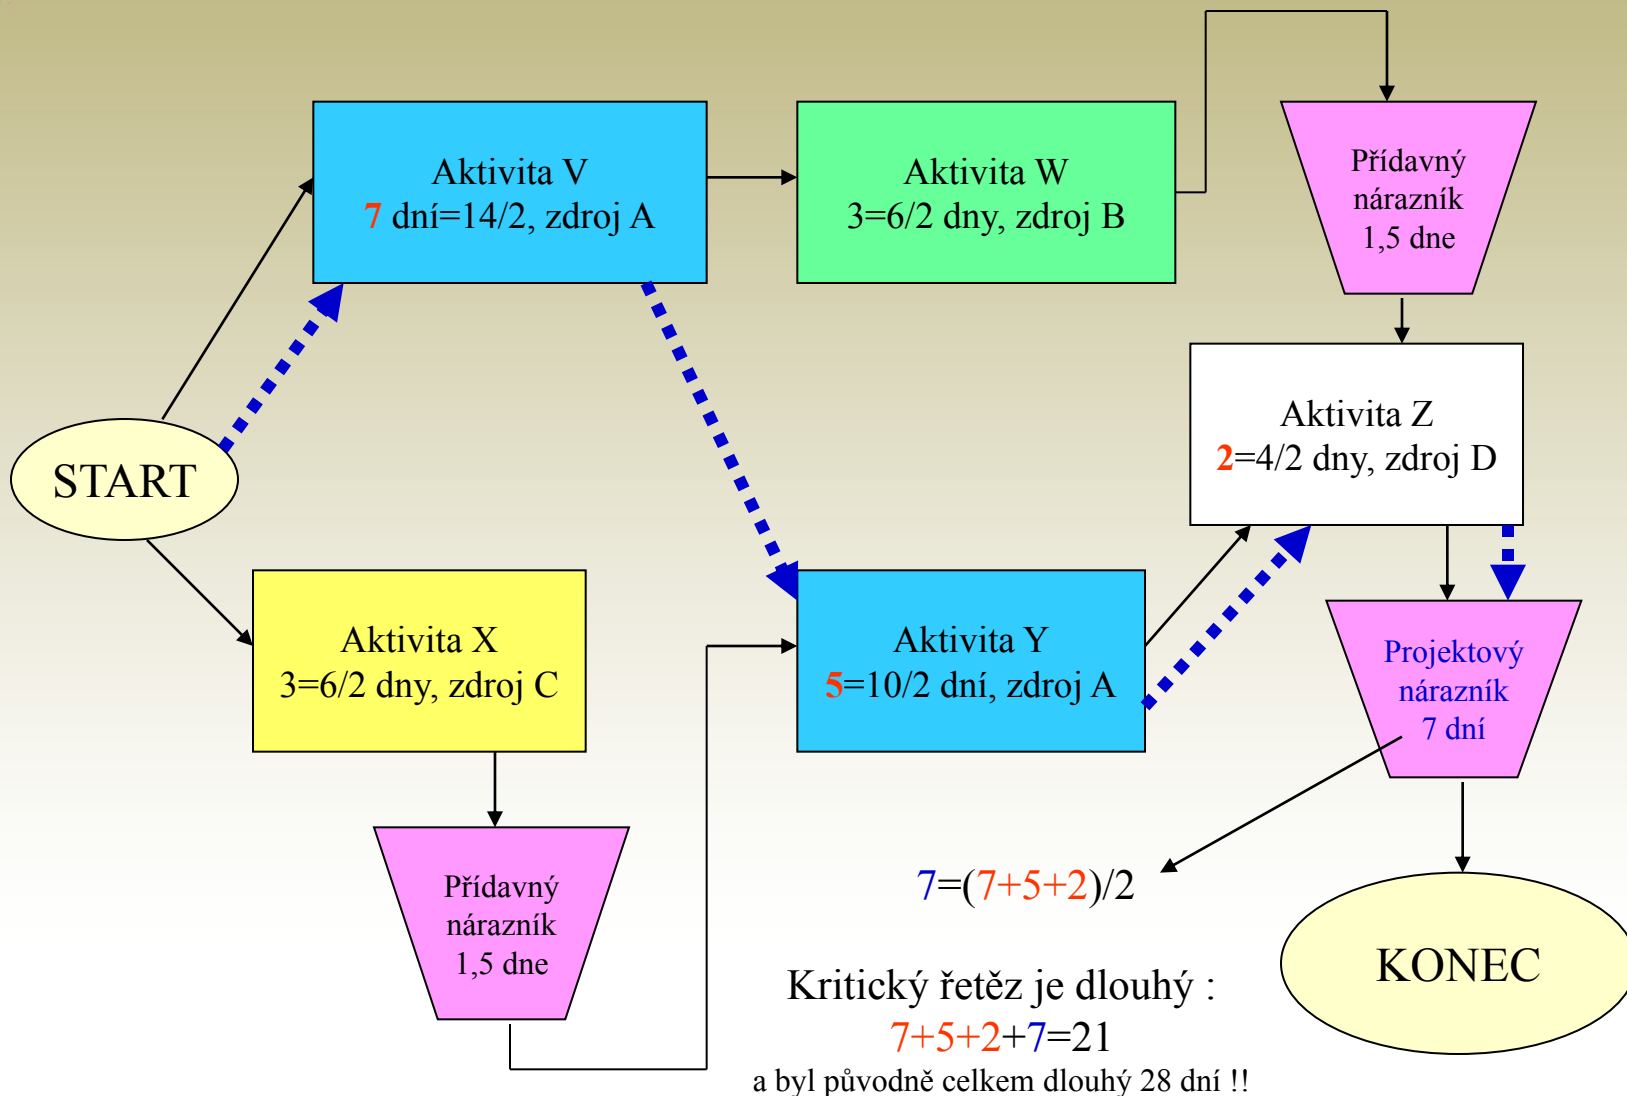 Aktivita V
7 dní=14/2, zdroj A
Aktivita W
3=6/2 dny, zdroj B
Přídavný
nárazník
1,5 dne
Aktivita Z
2=4/2 dny, zdroj D
START
Aktivita X
3=6/2 dny, zdroj C
Aktivita Y
5=10/2 dní, zdroj A
Projektový
nárazník
7 dní
Přídavný
nárazník
1,5 dne
7=(7+5+2)/2
KONEC
Kritický řetěz je dlouhý :
7+5+2+7=21
a byl původně celkem dlouhý 28 dní !!